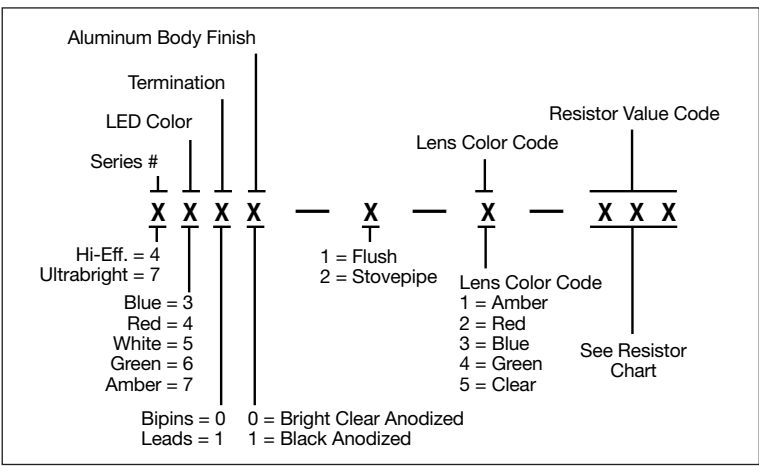 Aluminum Body Finish
Termination
LED Color
Series #
Resistor Value Code
Lens Color Code
X X X X — X — X — X X X
Hi-Eff. = 4
Ultrabright = 7
Blue = 3
Red = 4
White = 5
Green = 6
Amber = 7
Bipins = 0
Leads = 1
0 = Bright Clear Anodized
1 = Black Anodized
1 = Flush
2 = Stovepipe
Lens Color Code
1 = Amber
2 = Red
3 = Blue
4 = Green
5 = Clear
See Resistor
Chart